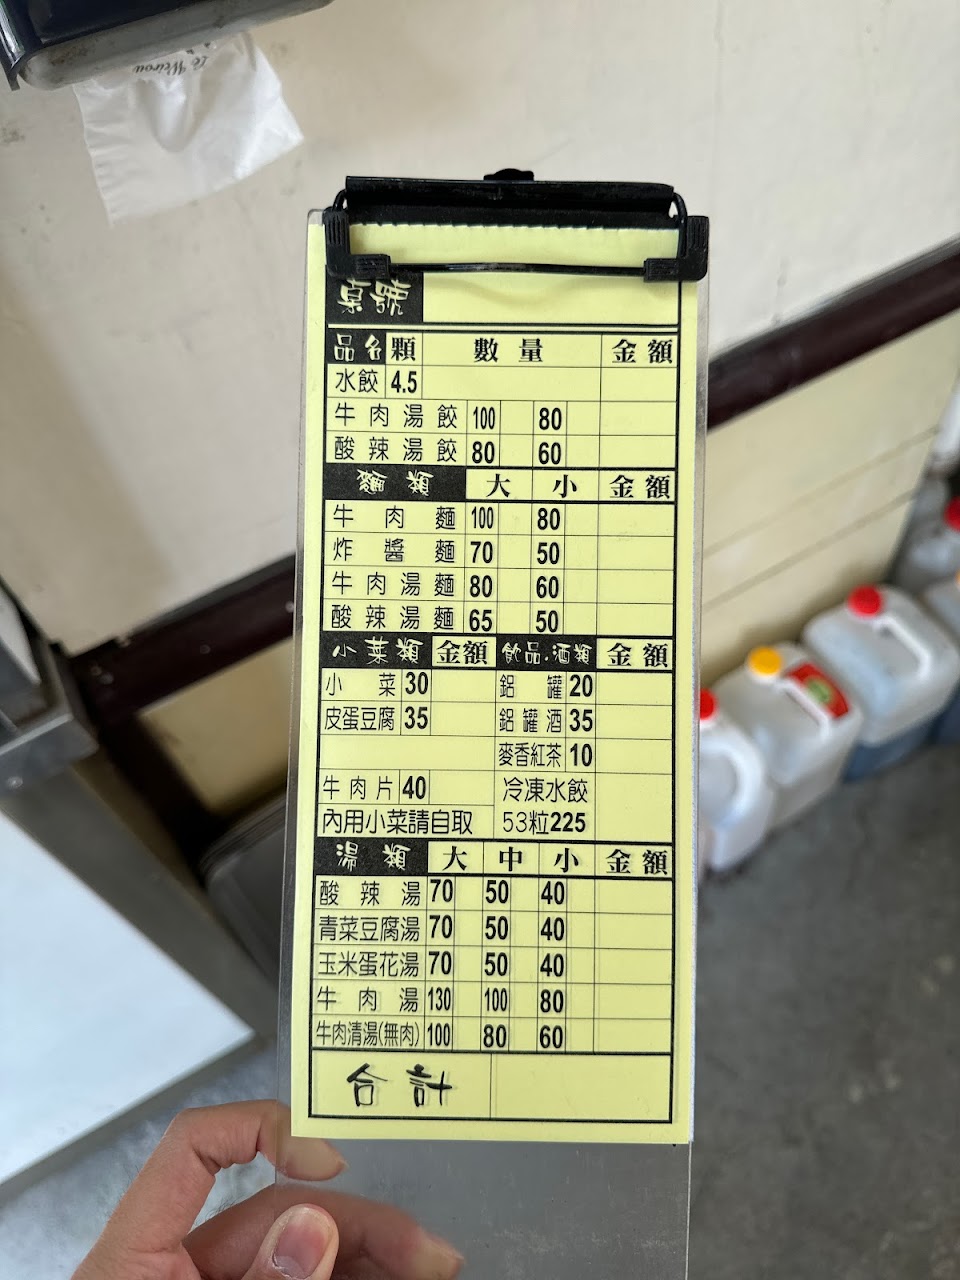 桌號
品名 顆 數量 金額
水餃 4.5
牛肉湯餃 100 80
酸辣湯餃 80 60
麵類 大 小 金額
牛肉麵 100 80
炸醬麵 70 50
牛肉湯麵 80 60
酸辣湯麵 65 50
小菜類 金額 飲品.酒類 金額
小菜 30 鋁罐 20
皮蛋豆腐 35 鋁罐酒 35
麥香紅茶 10
牛肉片 40 冷凍水餃
內用小菜請自取 53粒225
湯類 大 中 小 金額
酸辣湯 70 50 40
青菜豆腐湯 70 50 40
玉米蛋花湯 70 50 40
牛肉湯 130 100 80
牛肉清湯(無肉) 100 80 60
合計